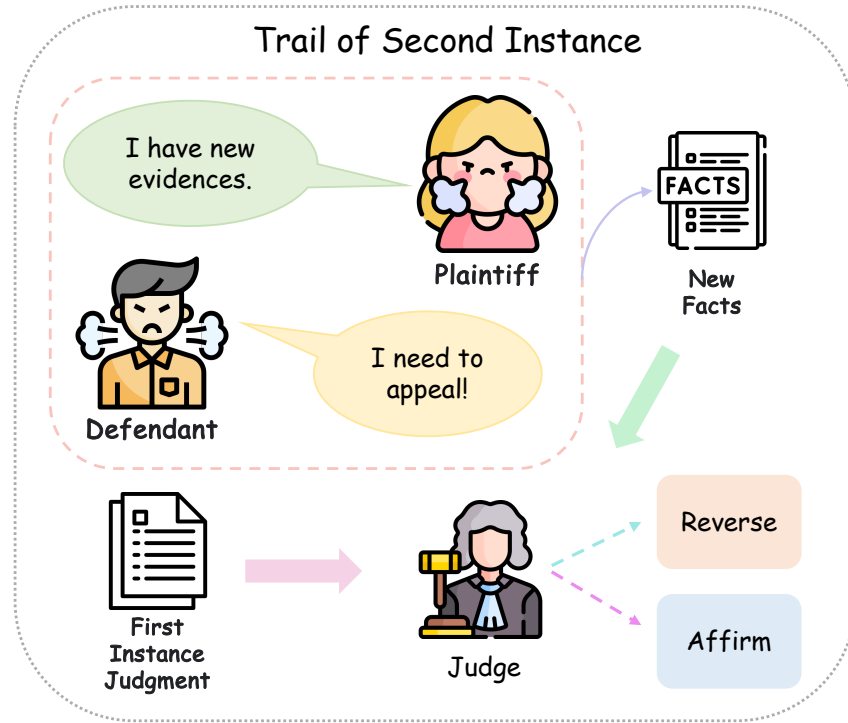 Trail of Second Instance
I have new
evidences.
Plaintiff
FACTS
New
Facts
Defendant
I need to
appeal!
First
Instance
Judgment
Judge
Reverse
Affirm